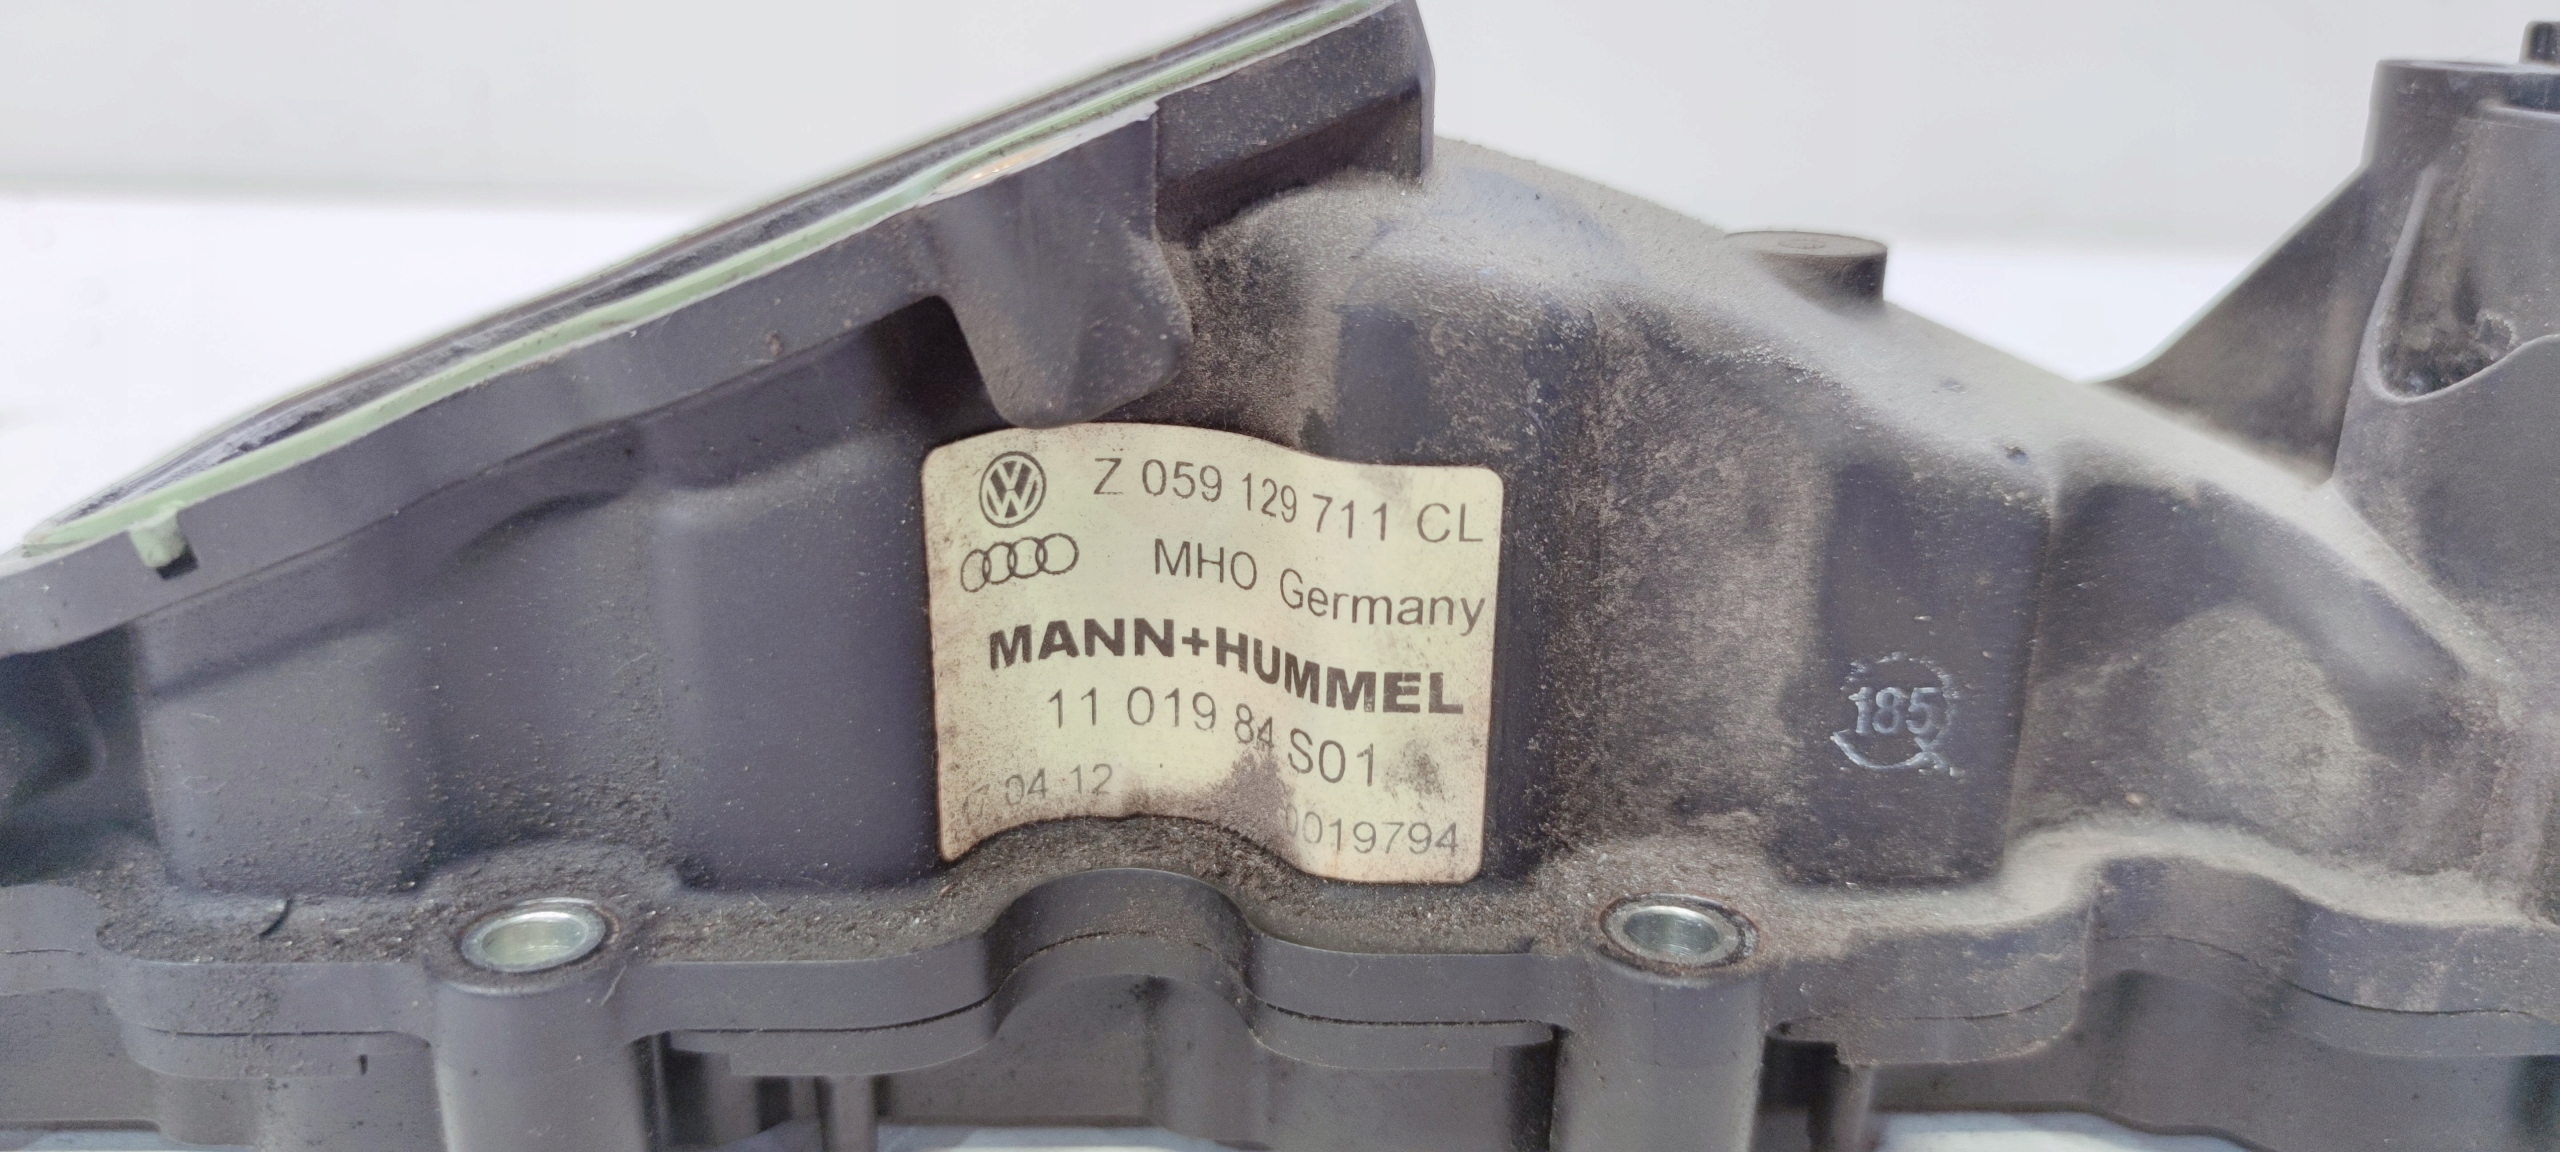 Z 059 129 711 CL
MHO Germany
MANN+HUMMEL
11 019 84 S01
04 12
0019794
185